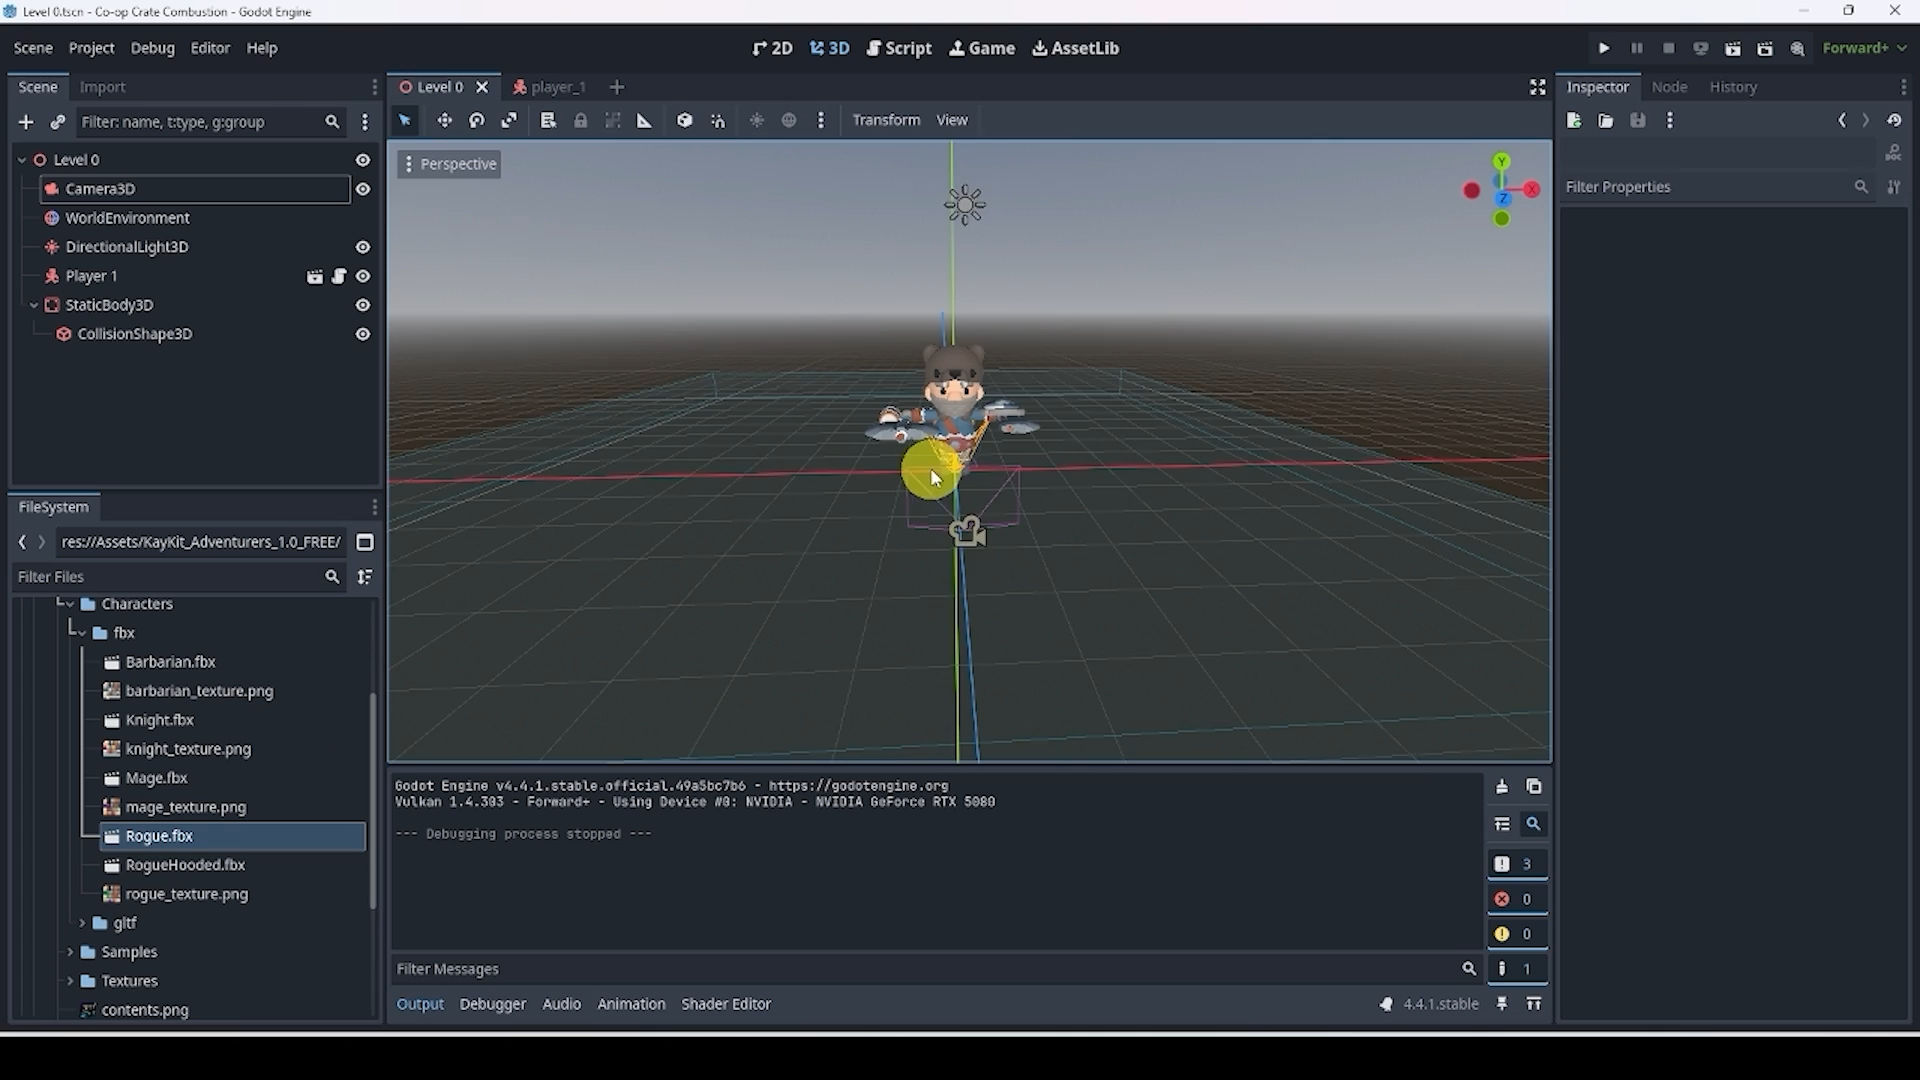 Level 0.tscn - Co-op Crate Combustion - Godot Engine
Scene Project Debug Editor Help
2D 3D Script Game AssetLib
Forward+
Scene Import
Level 0 player_1
Inspector Node History
Filter: name, t:type, g:group
Transform View
Level 0
Perspective
Y
X
Z
Camera3D
Filter Properties
WorldEnvironment
DirectionalLight3D
Player 1
StaticBody3D
CollisionShape3D
FileSystem
res://Assets/KayKit_Adventurers_1.0_FREE/
Filter Files
Characters
fbx
Barbarian.fbx
barbarian_texture.png
Knight.fbx
knight_texture.png
Mage.fbx
mage_texture.png
Rogue.fbx
RogueHooded.fbx
rogue_texture.png
gltf
Samples
Textures
contents.png
Godot Engine v4.4.1.stable.official.49a5bc7b6 - https://godotengine.org
Vulkan 1.4.303 - Forward+ - Using Device #0: NVIDIA - NVIDIA GeForce RTX 5080
--- Debugging process stopped ---
3
0
0
1
Filter Messages
Output Debugger Audio Animation Shader Editor
4.4.1.stable